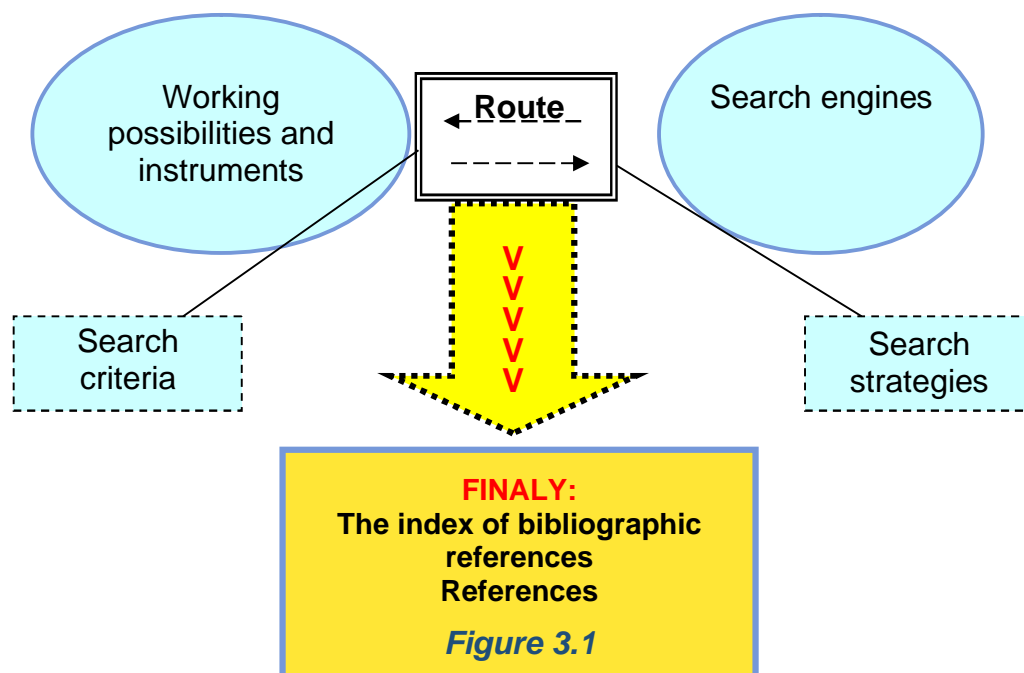 Working
possibilities and
instruments
Route
Search engines
V
V
V
V
V
Search
criteria
Search
strategies
FINALY:
The index of bibliographic
references
References
Figure 3.1